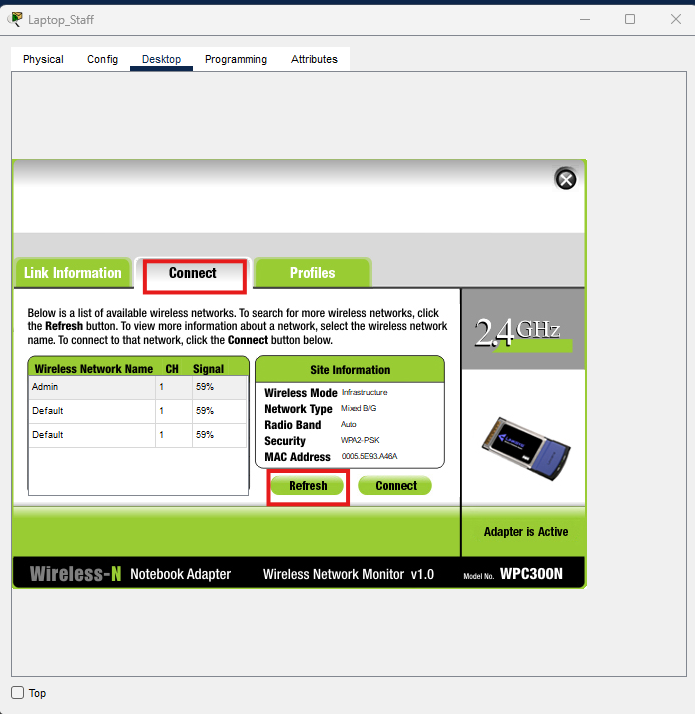 Laptop_Staff
Physical Config Desktop Programming Attributes
Link Information Connect Profiles
Below is a list of available wireless networks. To search for more wireless networks, click
the Refresh button. To view more information about a network, select the wireless network
name. To connect to that network, click the Connect button below.
2.4GHz
Wireless Network Name CH Signal
Admin 1 59%
Default 1 59%
Default 1 59%
Site Information
Wireless Mode Infrastructure
Network Type Mixed B/G
Radio Band Auto
Security WPA2-PSK
MAC Address 0005.5E93.A46A
Refresh Connect
Adapter is Active
Wireless-N Notebook Adapter Wireless Network Monitor v1.0 Model No. WPC300N
Top